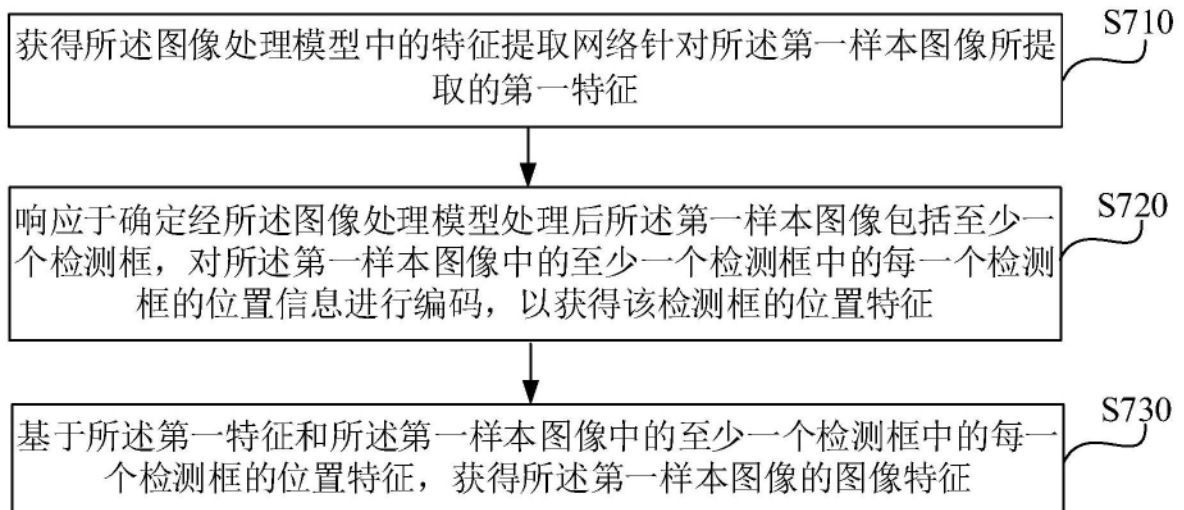 S710
获得所述图像处理模型中的特征提取网络针对所述第一样本图像所提
取的第一特征
S720
响应于确定经所述图像处理模型处理后所述第一样本图像包括至少一
个检测框，对所述第一样本图像中的至少一个检测框中的每一个检测
框的位置信息进行编码，以获得该检测框的位置特征
S730
基于所述第一特征和所述第一样本图像中的至少一个检测框中的每一
个检测框的位置特征，获得所述第一样本图像的图像特征